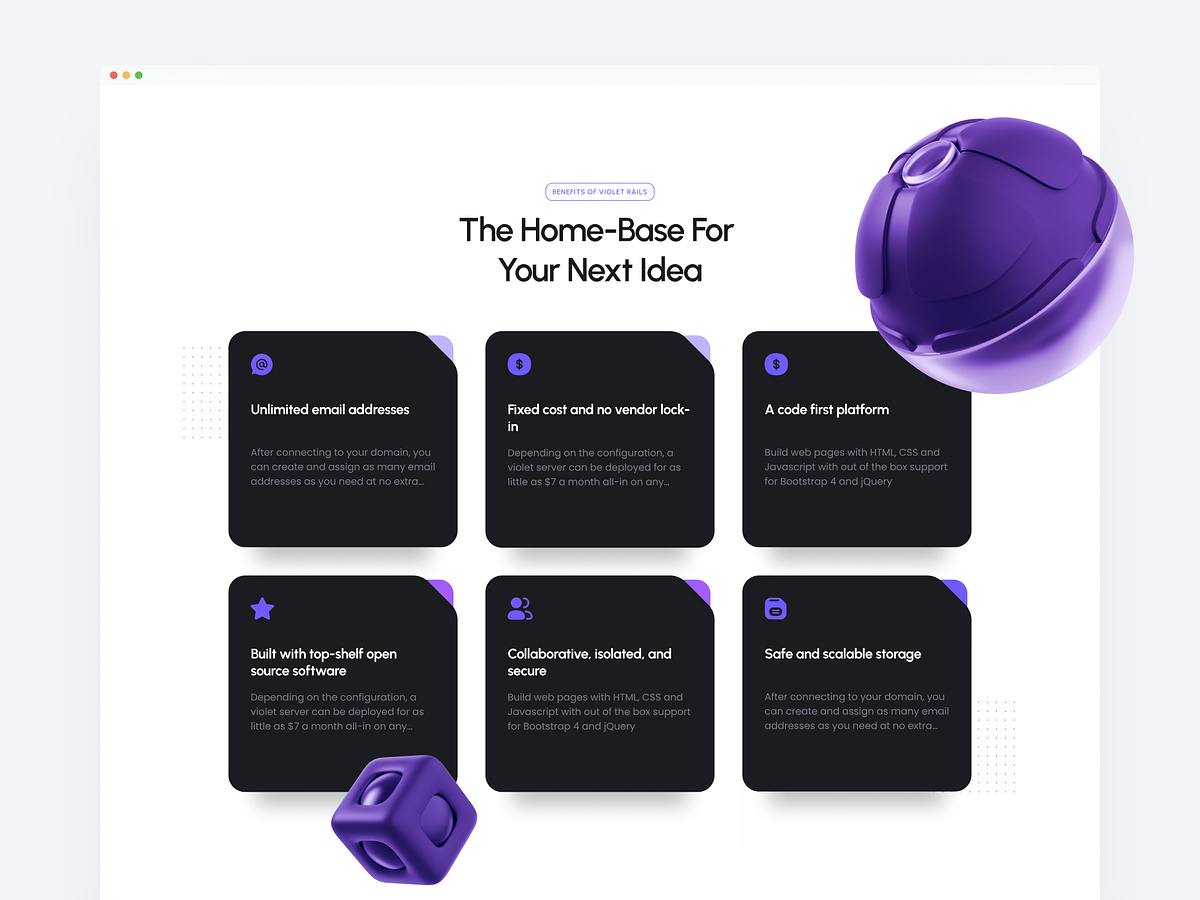 BENEFITS OF VIOLET RAILS
The Home-Base For
Your Next Idea
Unlimited email addresses
After connecting to your domain, you
can create and assign as many email
addresses as you need at no extra...
Fixed cost and no vendor lock-
in
Depending on the configuration, a
violet server can be deployed for as
little as $7 a month all-in on any...
A code first platform
Build web pages with HTML, CSS and
Javascript with out of the box support
for Bootstrap 4 and jQuery
Built with top-shelf open
source software
Depending on the configuration, a
violet server can be deployed for as
little as $7 a month all-in on any...
Collaborative, isolated, and
secure
Build web pages with HTML, CSS and
Javascript with out of the box support
for Bootstrap 4 and jQuery
Safe and scalable storage
After connecting to your domain, you
can create and assign as many email
addresses as you need at no extra...